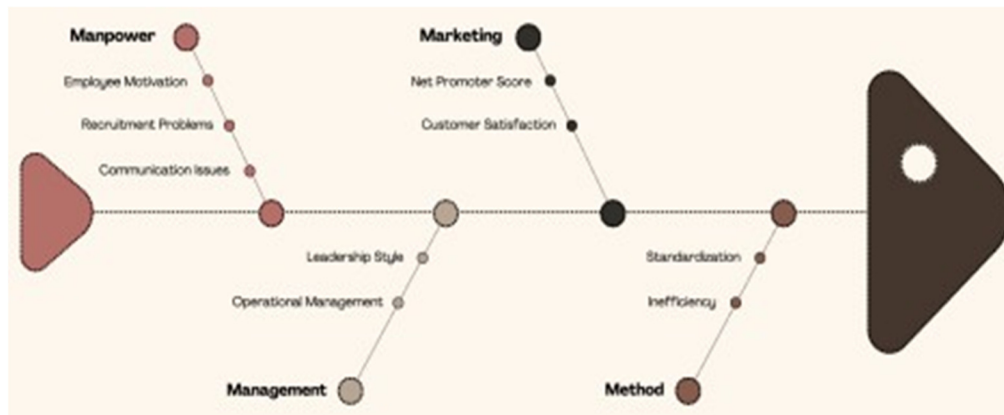 Manpower
Employee Motivation
Recruitment Problems
Communication Issues
Marketing
Net Promoter Score
Customer Satisfaction
Leadership Style
Operational Management
Management
Standardization
Inefficiency
Method